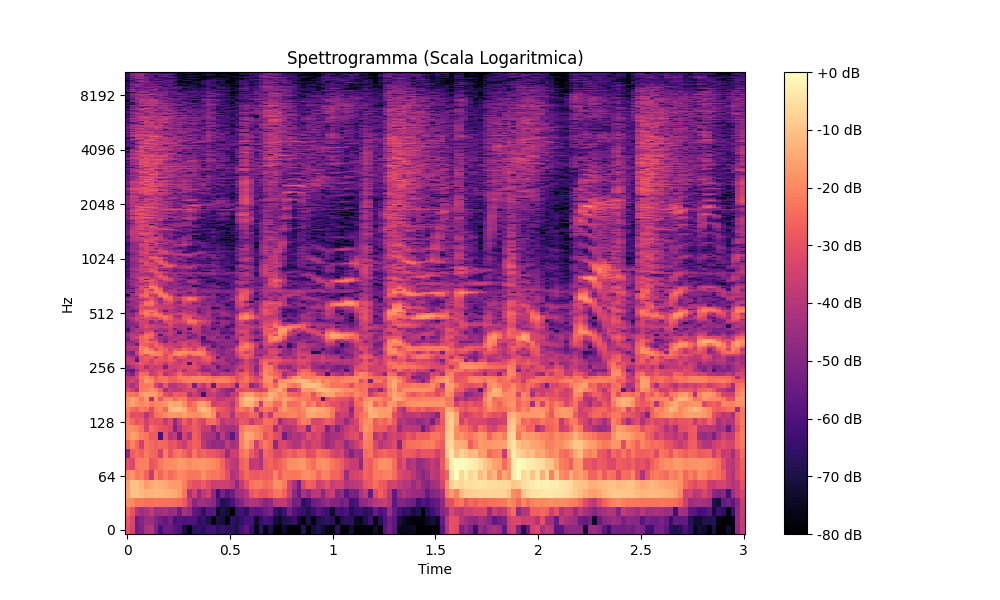 Spettrogramma (Scala Logaritmica)
Hz
8192
4096
2048
1024
512
256
128
64
0
0
0.5
1
1.5
2
2.5
3
Time
+0 dB
-10 dB
-20 dB
-30 dB
-40 dB
-50 dB
-60 dB
-70 dB
-80 dB